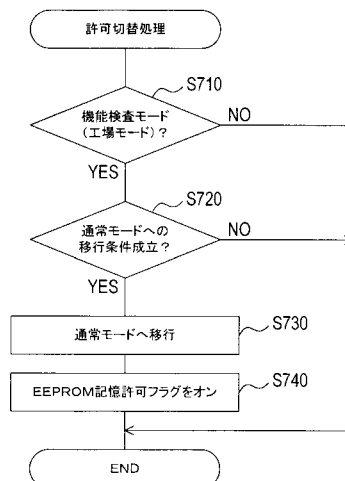 許可切替処理
S710
機能検査モード
(工場モード)?
NO
YES
S720
通常モードへの
移行条件成立?
NO
YES
S730
通常モードへ移行
S740
EEPROM記憶許可フラグをオン
END